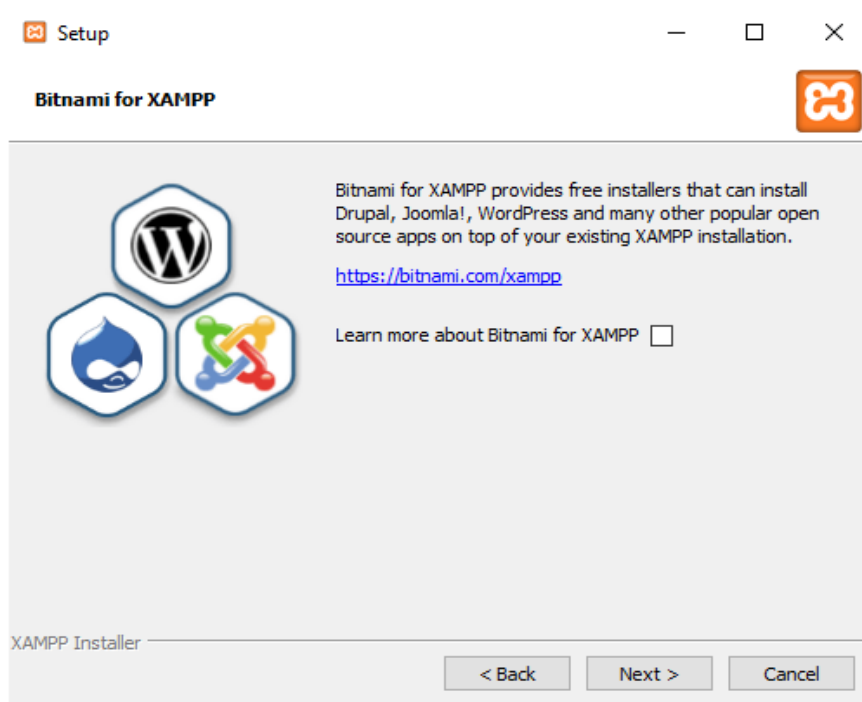 Setup
Bitnami for XAMPP
Bitnami for XAMPP provides free installers that can install
Drupal, Joomla!, WordPress and many other popular open
source apps on top of your existing XAMPP installation.
https://bitnami.com/xampp
Learn more about Bitnami for XAMPP
XAMPP Installer
< Back
Next >
Cancel